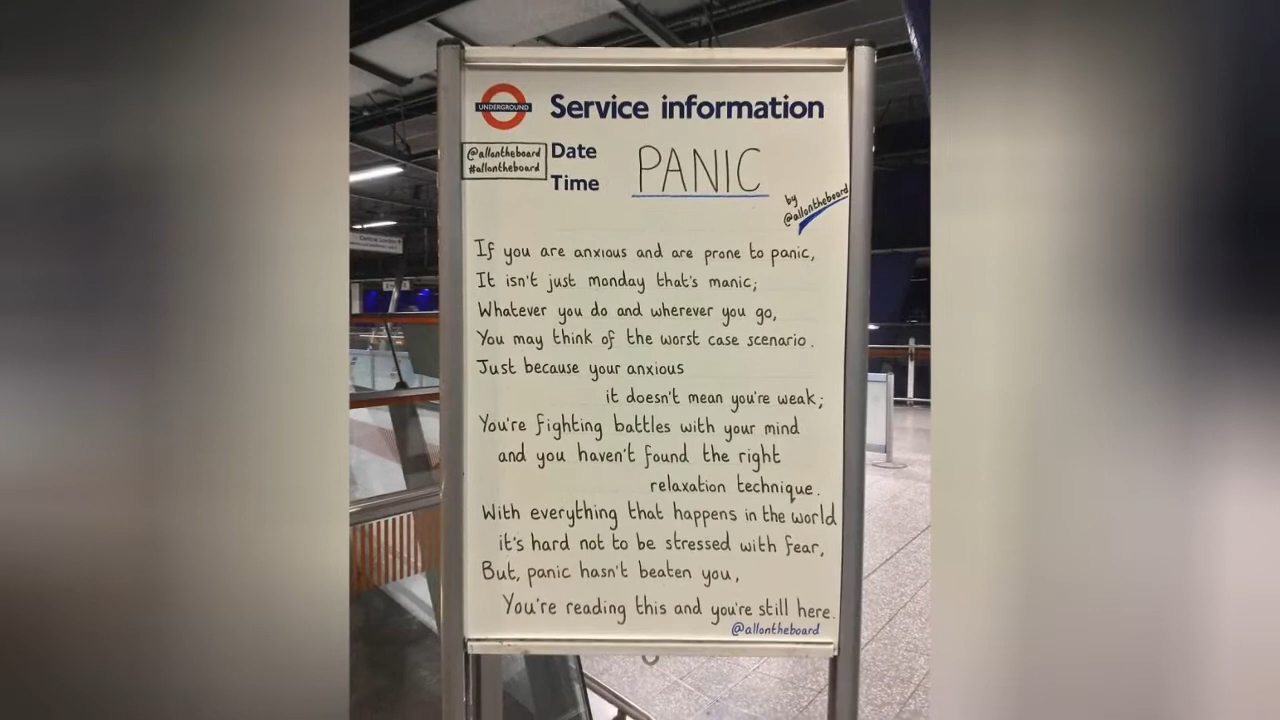 UNDERGROUND
Service information
@allontheboard
#allontheboard
Date
Time
PANIC
by
@allontheboard
If you are anxious and are prone to panic,
It isn't just monday that's manic;
Whatever you do and wherever you go,
You may think of the worst case scenario.
Just because your anxious
it doesn't mean you're weak;
You're fighting battles with your mind
and you haven't found the right
relaxation technique.
With everything that happens in the world
it's hard not to be stressed with fear,
But, panic hasn't beaten you,
You're reading this and you're still here.
@allontheboard